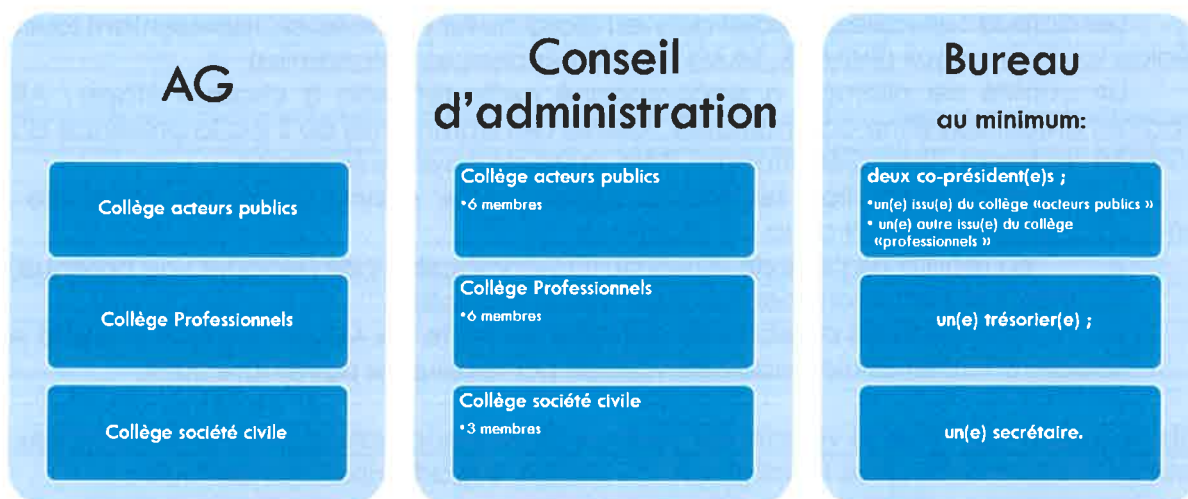 AG
Collège acteurs publics
Collège Professionnels
Collège société civile
Conseil
d'administration
Collège acteurs publics
•6 membres
Collège Professionnels
•6 membres
Collège société civile
•3 membres
Bureau
au minimum:
deux co-président(e)s ;
•un(e) issu(e) du collège «acteurs publics »
• un(e) autre issu(e) du collège
«professionnels »
un(e) trésorier(e) ;
un(e) secrétaire.